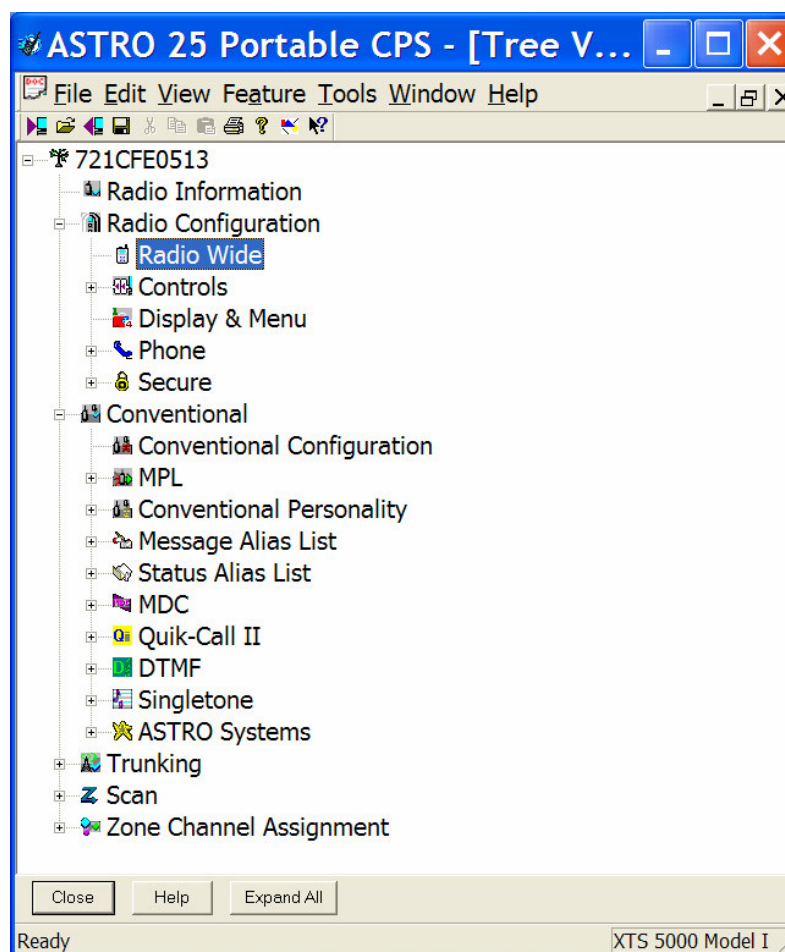 ASTRO 25 Portable CPS - [Tree V...
File Edit View Feature Tools Window Help
721CFE0513
Radio Information
Radio Configuration
Radio Wide
Controls
Display & Menu
Phone
Secure
Conventional
Conventional Configuration
MPL
Conventional Personality
Message Alias List
Status Alias List
MDC
Quik-Call II
DTMF
Singletone
ASTRO Systems
Trunking
Scan
Zone Channel Assignment
Close Help Expand All
Ready XTS 5000 Model I